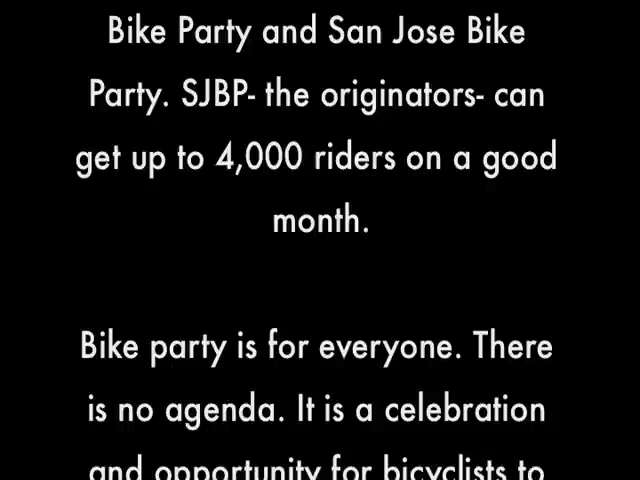 Bike Party and San Jose Bike
Party. SJBP- the originators- can
get up to 4,000 riders on a good
month.
Bike party is for everyone. There
is no agenda. It is a celebration
and opportunity for bicyclists to